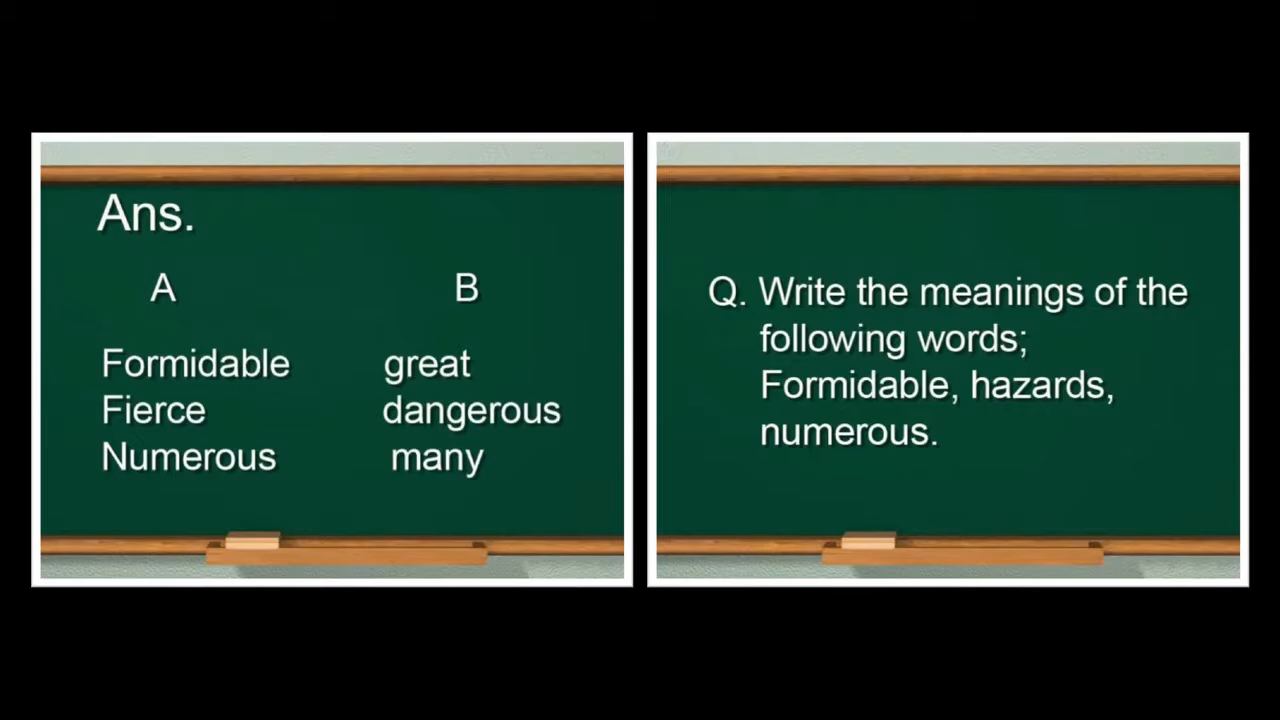 Ans.
A B
Formidable great
Fierce dangerous
Numerous many
Q. Write the meanings of the
following words;
Formidable, hazards,
numerous.